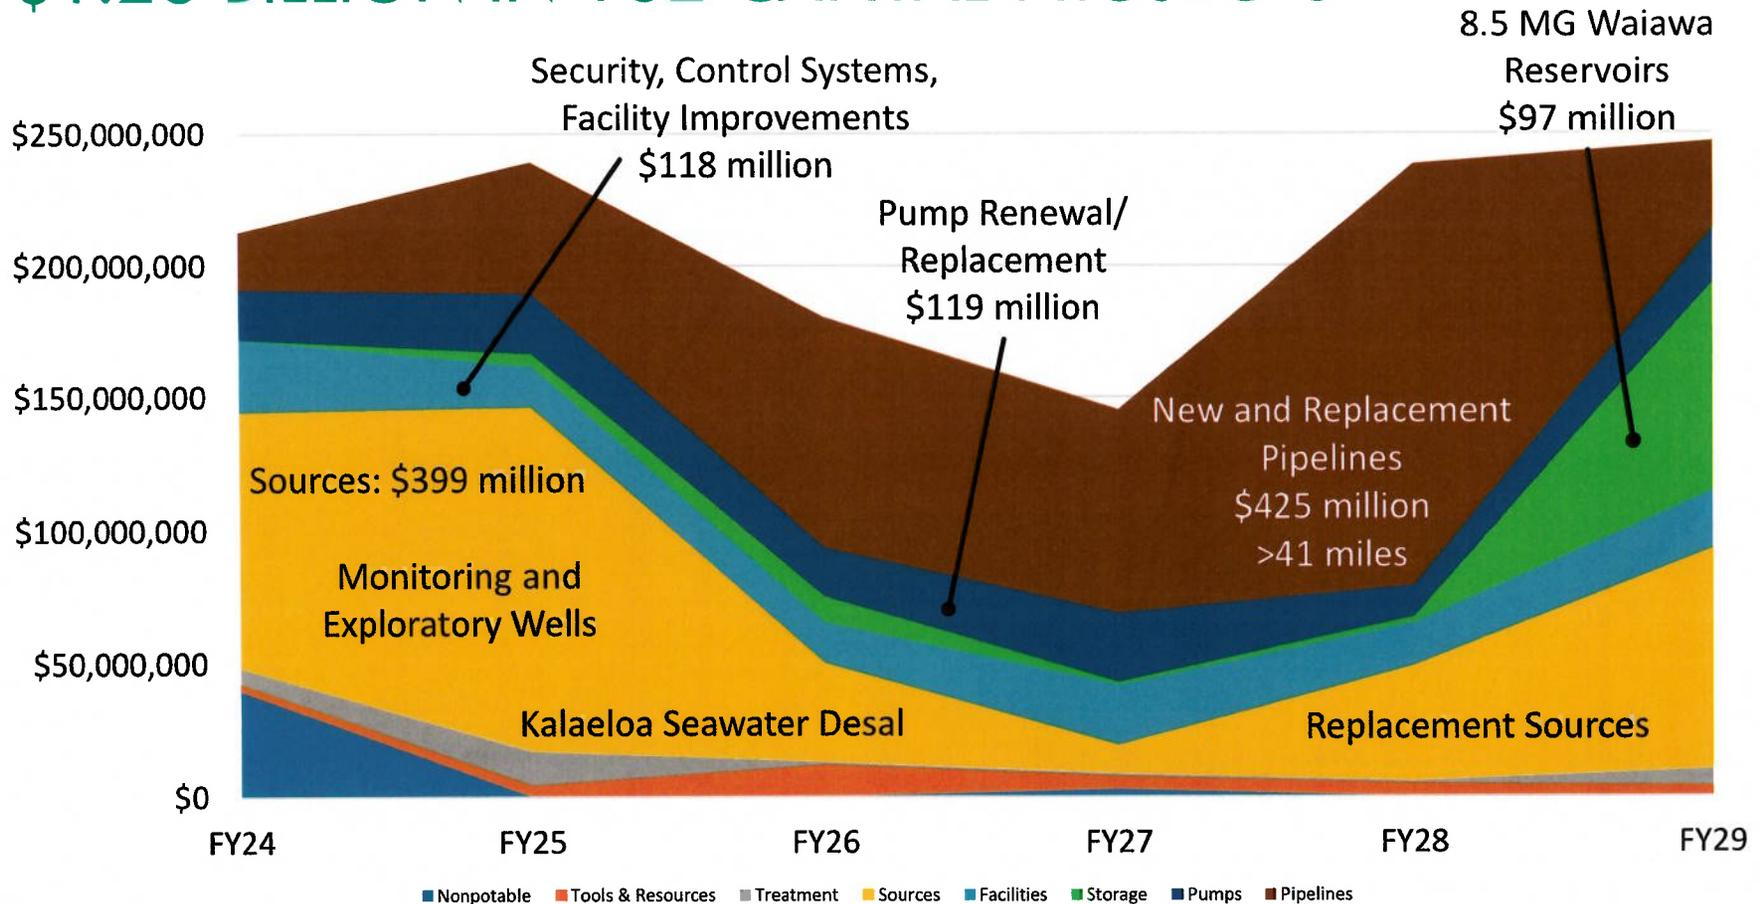 8.5 MG Waiawa
Reservoirs
$97 million
Security, Control Systems,
Facility Improvements
$118 million
Pump Renewal/
Replacement
$119 million
New and Replacement
Pipelines
$425 million
>41 miles
Sources: $399 million
Monitoring and
Exploratory Wells
Kalaeloa Seawater Desal
Replacement Sources
$250,000,000
$200,000,000
$150,000,000
$100,000,000
$50,000,000
$0
FY24 FY25 FY26 FY27 FY28 FY29
Nonpotable Tools & Resources Treatment Sources Facilities Storage Pumps Pipelines